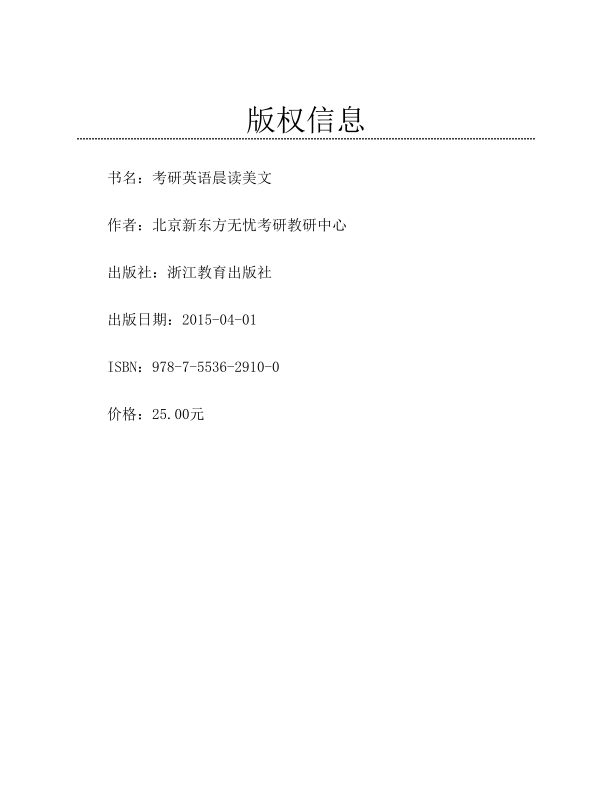 版权信息
书名：考研英语晨读美文
作者：北京新东方无忧考研教研中心
出版社：浙江教育出版社
出版日期：2015-04-01
ISBN：978-7-5536-2910-0
价格：25.00元